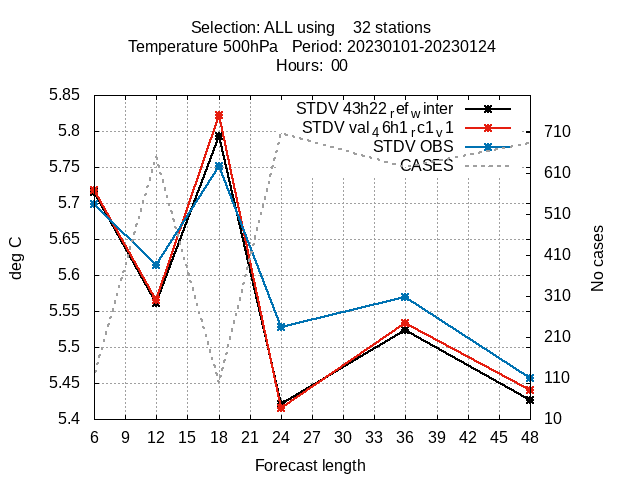 Selection: ALL using    32 stations
Temperature 500hPa   Period: 20230101-20230124
Hours:  00
5.85
5.8
5.75
5.7
5.65
5.6
5.55
5.5
5.45
5.4
deg C
STDV 43h22refwinter
STDV val46h1rc1v1
STDV OBS
CASES
710
610
510
410
310
210
110
10
No cases
6 9 12 15 18 21 24 27 30 33 36 39 42 45 48
Forecast length